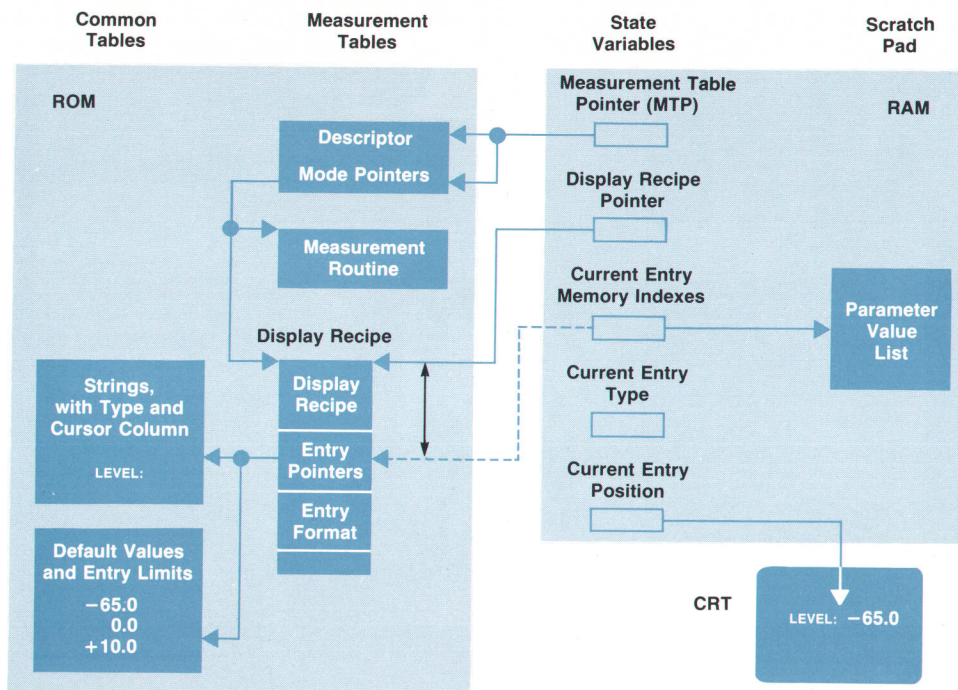 Common
Tables
Measurement
Tables
State
Variables
Scratch
Pad
ROM
Descriptor
Mode Pointers
Measurement
Routine
Display Recipe
Display
Recipe
Entry
Pointers
Entry
Format
Strings,
with Type and
Cursor Column
LEVEL:
Default Values
and Entry Limits
−65.0
0.0
+10.0
Measurement Table
Pointer (MTP)
RAM
Display Recipe
Pointer
Current Entry
Memory Indexes
Parameter
Value
List
Current Entry
Type
Current Entry
Position
CRT
LEVEL: −65.0